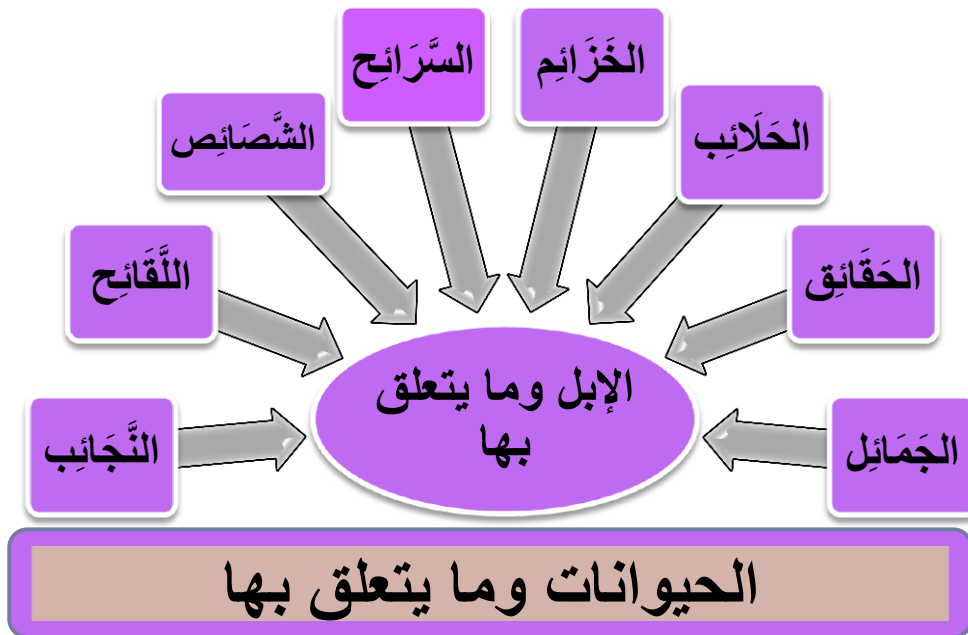 الخَزَائِم
السَّرَائِح
الحَلَائِب
الشَّصَائِص
الحَقَائِق
اللَّقَائِح
الجَمَائِل
النَّجَائِب
الإبل وما يتعلق
بها
الحيوانات وما يتعلق بها